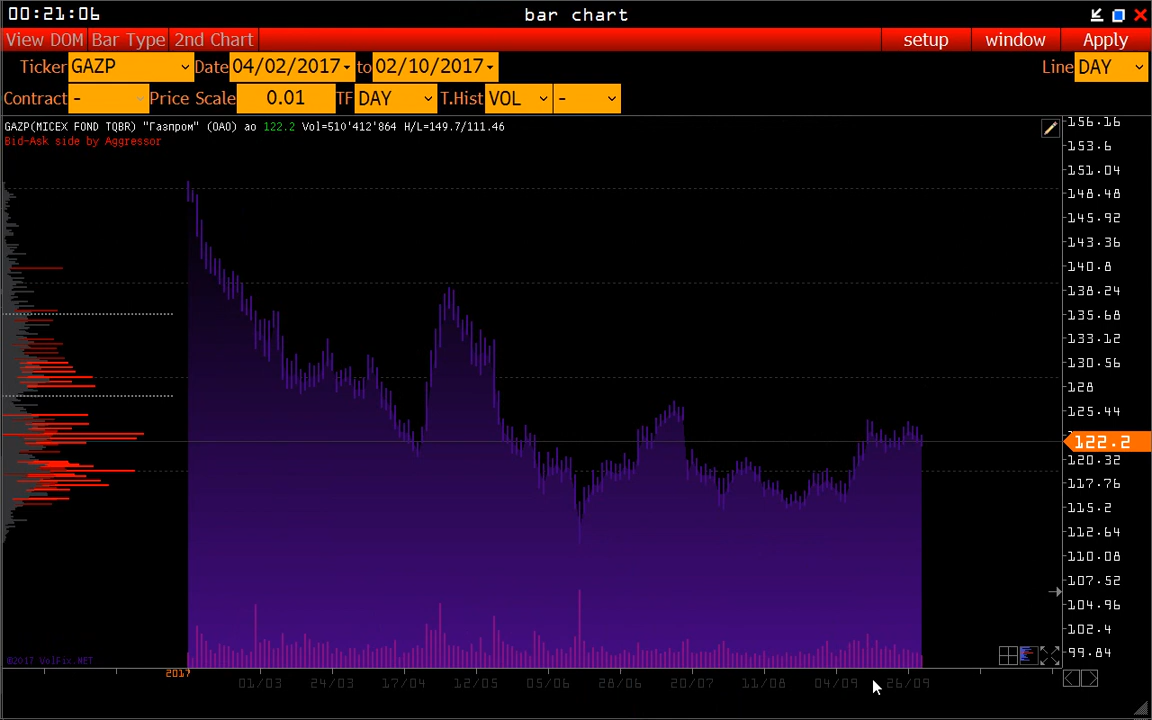 00:21:06 bar chart
View DOM Bar Type 2nd Chart setup window Apply
Ticker GAZP Date 04/02/2017 to 02/10/2017 Line DAY
Contract - Price Scale 0.01 TF DAY T.Hist VOL -
GAZP(MICEX FOND TQBR) "Газпром" (ОАО) ао 122.2 Vol=510'412'864 H/L=149.7/111.46
Bid-Ask side by Aggressor
156.16
153.6
151.04
148.48
145.92
143.36
140.8
138.24
135.68
133.12
130.56
128
125.44
122.2
120.32
117.76
115.2
112.64
110.08
107.52
104.96
102.4
99.84
©2017 VolFix.NET
2017 01/03 24/03 17/04 12/05 05/06 28/06 20/07 11/08 04/09 26/09